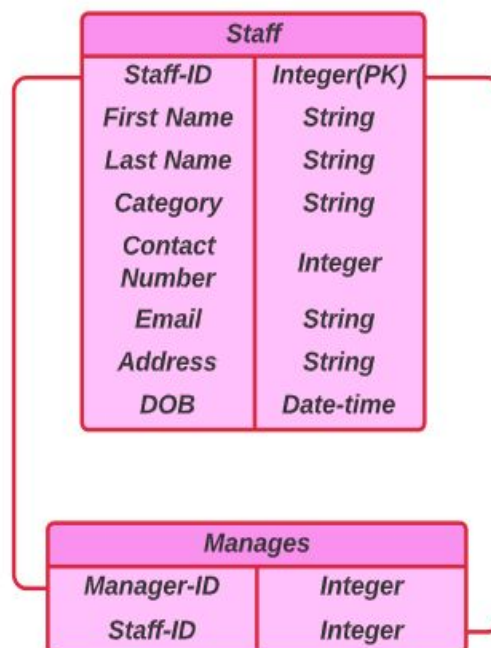 Staff
Staff-ID Integer(PK)
First Name String
Last Name String
Category String
Contact
Number Integer
Email String
Address String
DOB Date-time
Manages
Manager-ID Integer
Staff-ID Integer